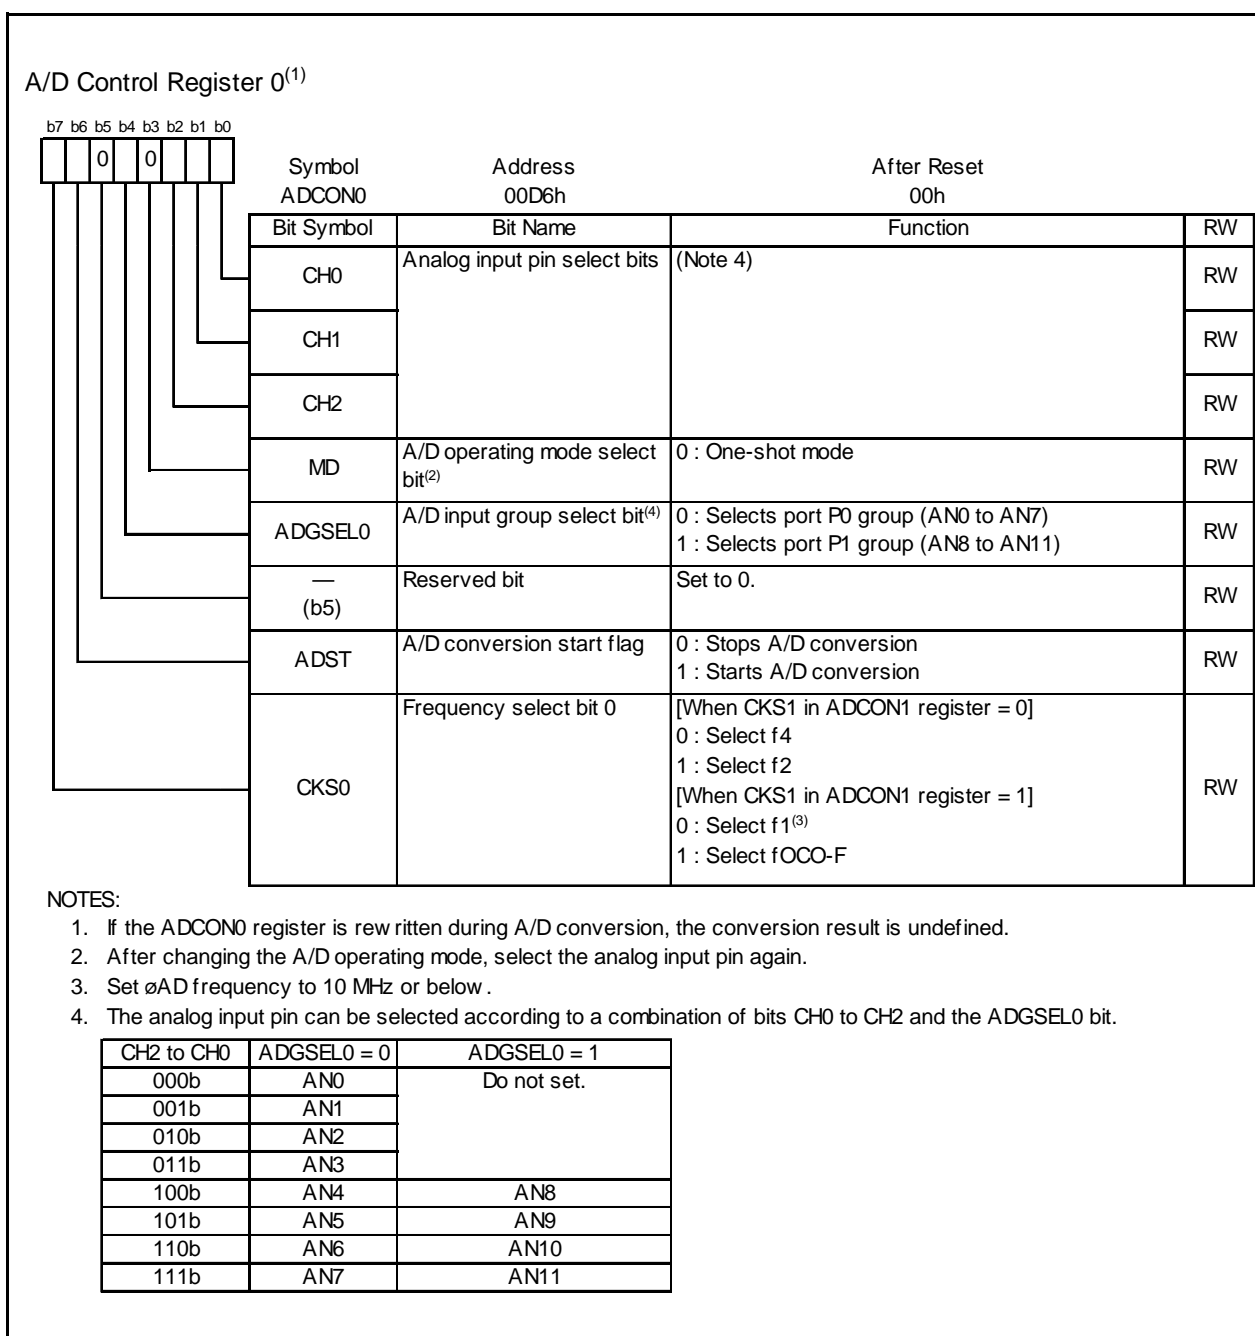 A/D Control Register 0(1)
b7 b6 b5 b4 b3 b2 b1 b0
0 0
Symbol Address After Reset
ADCON0 00D6h 00h
Bit Symbol Bit Name Function RW
CH0 Analog input pin select bits (Note 4) RW
CH1 RW
CH2 RW
MD A/D operating mode select bit(2) 0 : One-shot mode RW
ADGSEL0 A/D input group select bit(4) 0 : Selects port P0 group (AN0 to AN7)
1 : Selects port P1 group (AN8 to AN11) RW
— (b5) Reserved bit Set to 0. RW
ADST A/D conversion start flag 0 : Stops A/D conversion
1 : Starts A/D conversion RW
CKS0 Frequency select bit 0 [When CKS1 in ADCON1 register = 0]
0 : Select f4
1 : Select f2
[When CKS1 in ADCON1 register = 1]
0 : Select f1(3)
1 : Select fOCO-F RW
NOTES:
1. If the ADCON0 register is rewritten during A/D conversion, the conversion result is undefined.
2. After changing the A/D operating mode, select the analog input pin again.
3. Set øAD frequency to 10 MHz or below.
4. The analog input pin can be selected according to a combination of bits CH0 to CH2 and the ADGSEL0 bit.
CH2 to CH0 ADGSEL0 = 0 ADGSEL0 = 1
000b AN0 Do not set.
001b AN1
010b AN2
011b AN3
100b AN4 AN8
101b AN5 AN9
110b AN6 AN10
111b AN7 AN11